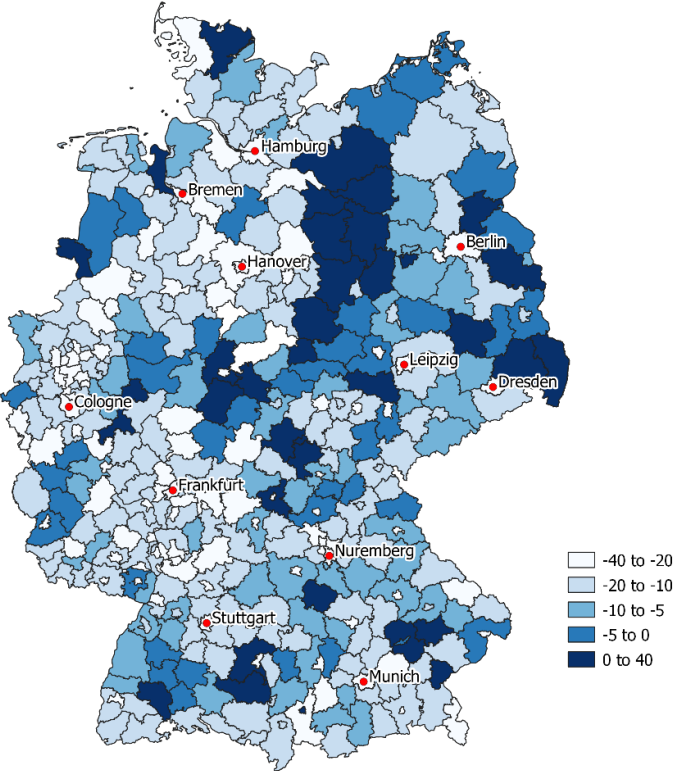 Hamburg
Bremen
Berlin
Hanover
Leipzig
Dresden
Cologne
Frankfurt
Nuremberg
Stuttgart
Munich
-40 to -20
-20 to -10
-10 to -5
-5 to 0
0 to 40